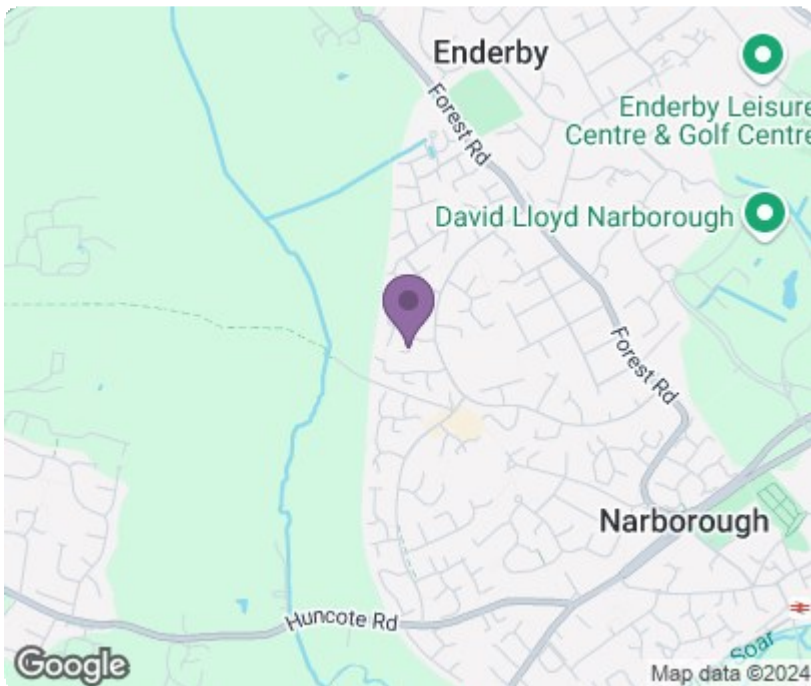 Enderby
Enderby Leisure
Centre & Golf Centre
Forest Rd
David Lloyd Narborough
Forest Rd
Narborough
Huncote Rd
Soar
Google
Map data ©2024